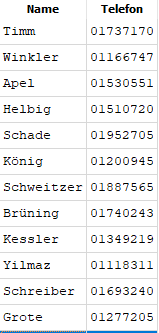 Name Telefon
Timm 01737170
Winkler 01166747
Apel 01530551
Helbig 01510720
Schade 01952705
König 01200945
Schweitzer 01887565
Brüning 01740243
Kessler 01349219
Yilmaz 01118311
Schreiber 01693240
Grote 01277205